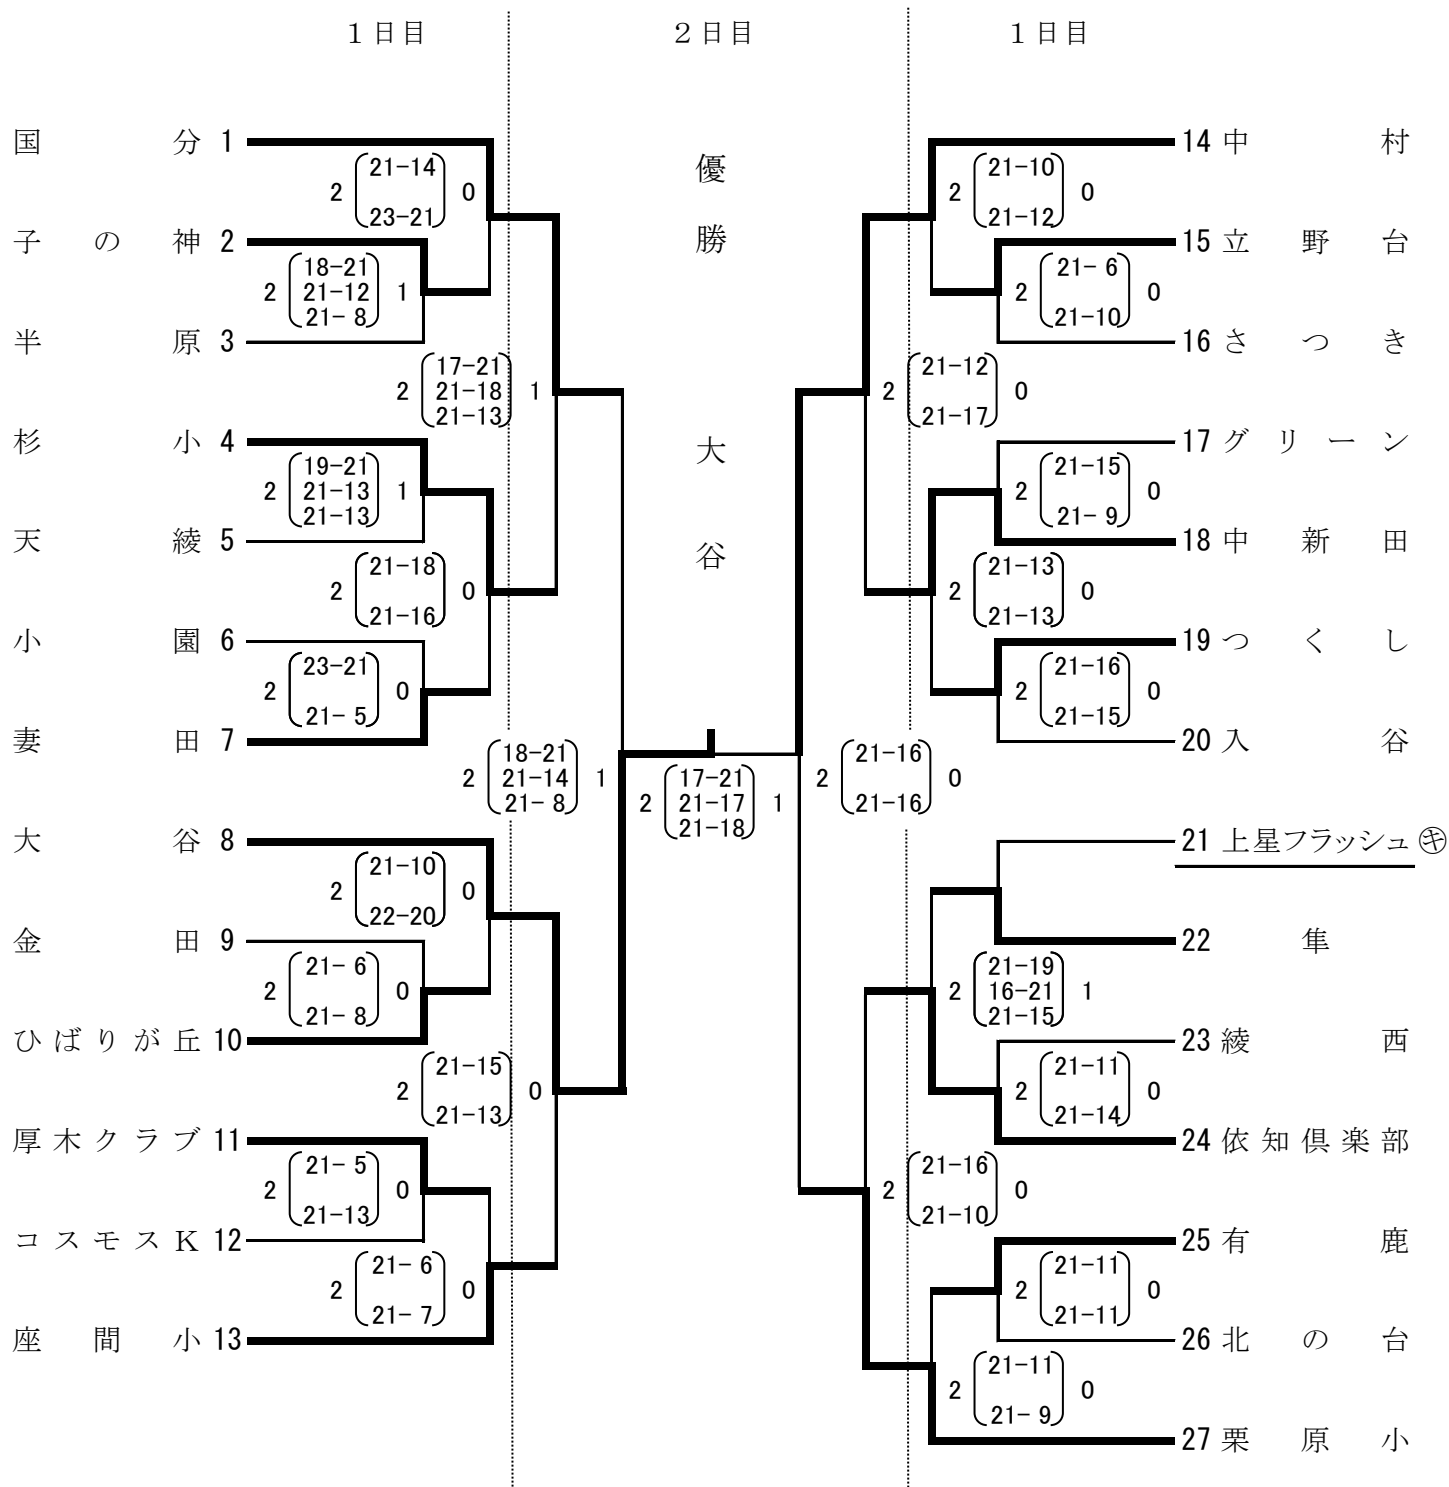 １日目 ２日目 １日目
優勝 大谷
国分 1
2 21-14 0
23-21
子の神 2
2 18-21 1
21-12
21- 8
半原 3
2 17-21 1
21-18
21-13
杉小 4
2 19-21 1
21-13
21-13
天綾 5
2 21-18 0
21-16
小園 6
2 23-21 0
21- 5
妻田 7
2 18-21 1
21-14
21- 8
大谷 8
2 21-10 0
22-20
金田 9
2 21- 6 0
21- 8
ひばりが丘 10
2 21-15 0
21-13
厚木クラブ 11
2 21- 5 0
21-13
コスモスＫ 12
2 21- 6 0
21- 7
座間小 13
2 17-21 1
21-17
21-18
14 中村
2 21-10 0
21-12
15 立野台
2 21- 6 0
21-10
16 さつき
2 21-12 0
21-17
17 グリーン
2 21-15 0
21- 9
18 中新田
2 21-13 0
21-13
19 つくし
2 21-16 0
21-15
20 入谷
2 21-16 0
21-16
21 上星フラッシュ㋖
22 隼
2 21-19 1
16-21
21-15
23 綾西
2 21-11 0
21-14
24 依知倶楽部
2 21-16 0
21-10
25 有鹿
2 21-11 0
21-11
26 北の台
2 21-11 0
21- 9
27 栗原小